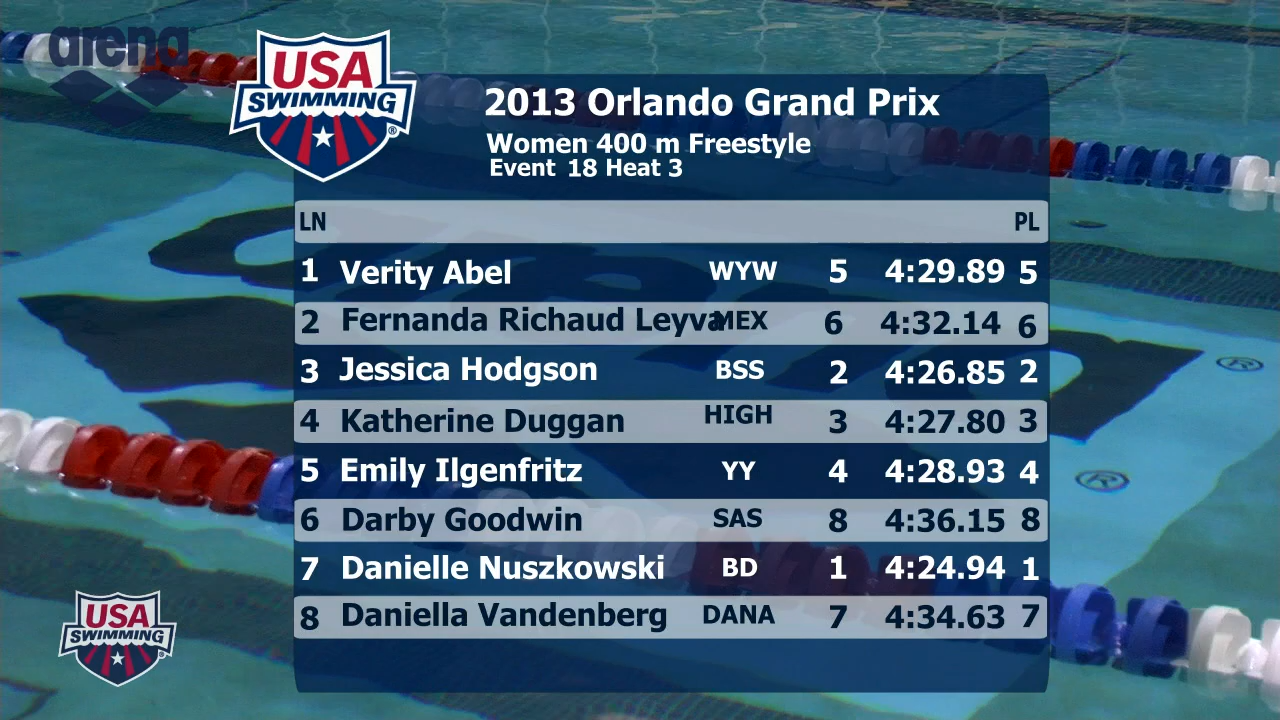 arena
USA
SWIMMING®
2013 Orlando Grand Prix
Women 400 m Freestyle
Event 18 Heat 3
LN PL
1 Verity Abel WYW 5 4:29.89 5
2 Fernanda Richaud Leyva MEX 6 4:32.14 6
3 Jessica Hodgson BSS 2 4:26.85 2
4 Katherine Duggan HIGH 3 4:27.80 3
5 Emily Ilgenfritz YY 4 4:28.93 4
6 Darby Goodwin SAS 8 4:36.15 8
7 Danielle Nuszkowski BD 1 4:24.94 1
8 Daniella Vandenberg DANA 7 4:34.63 7
arena ®
®
USA
SWIMMING